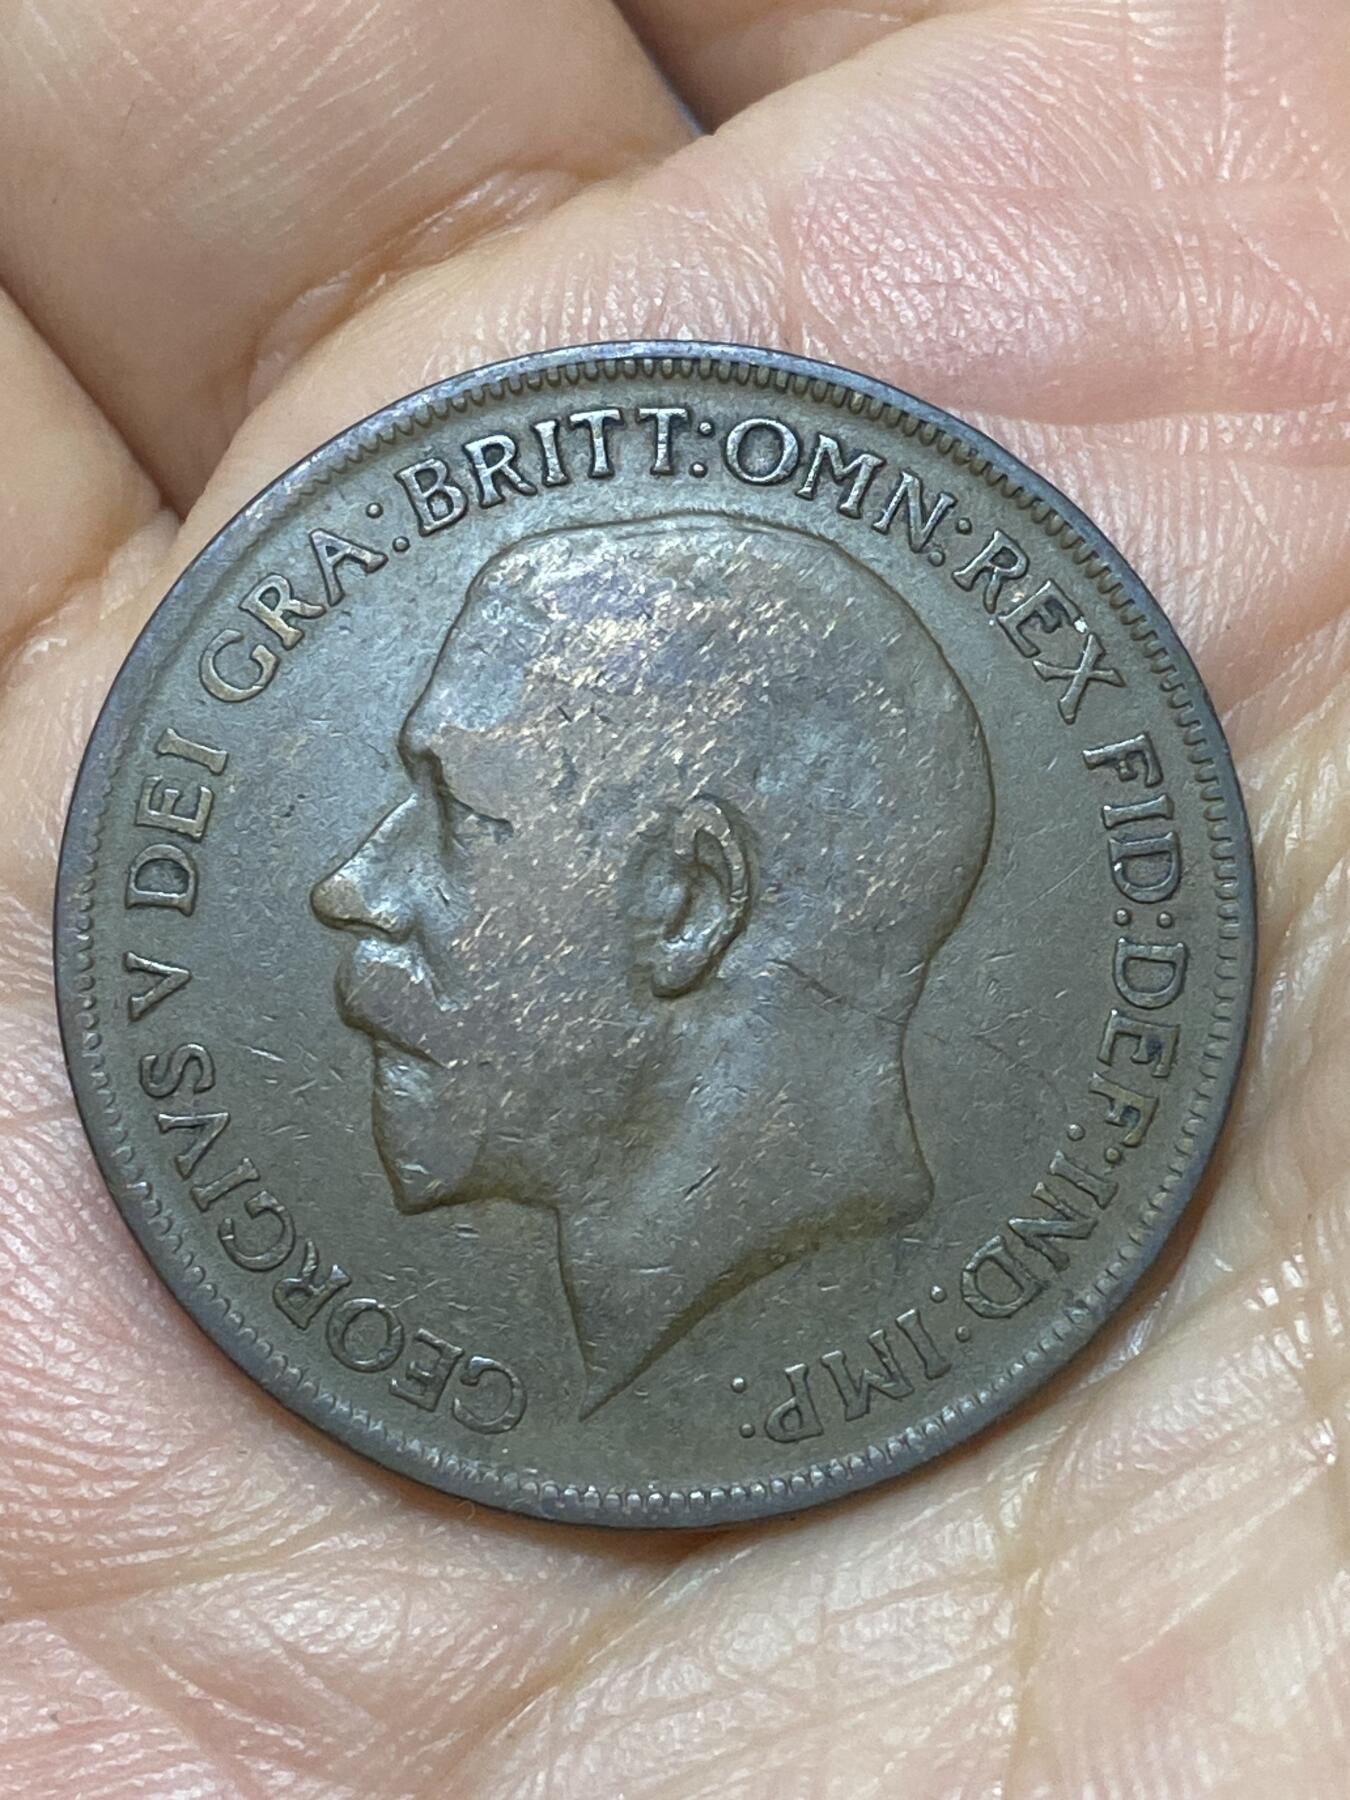 GEORGIVS V DEI GRA: BRITT: OMN: REX FID: DEF: IND: IMP: